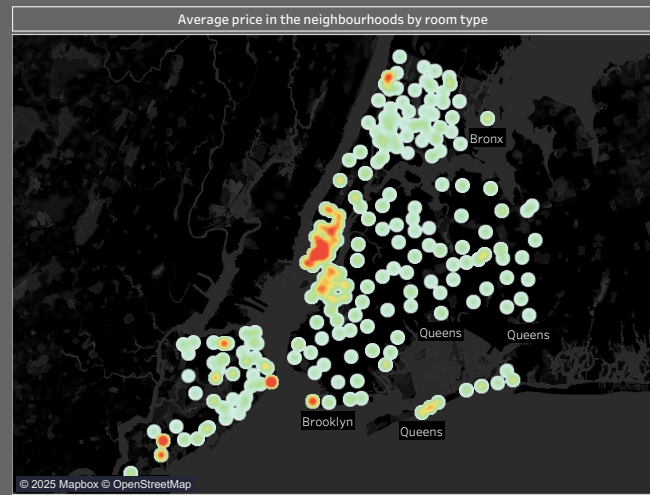 Average price in the neighbourhoods by room type
Bronx
Queens
Queens
Brooklyn
Queens
© 2025 Mapbox © OpenStreetMap